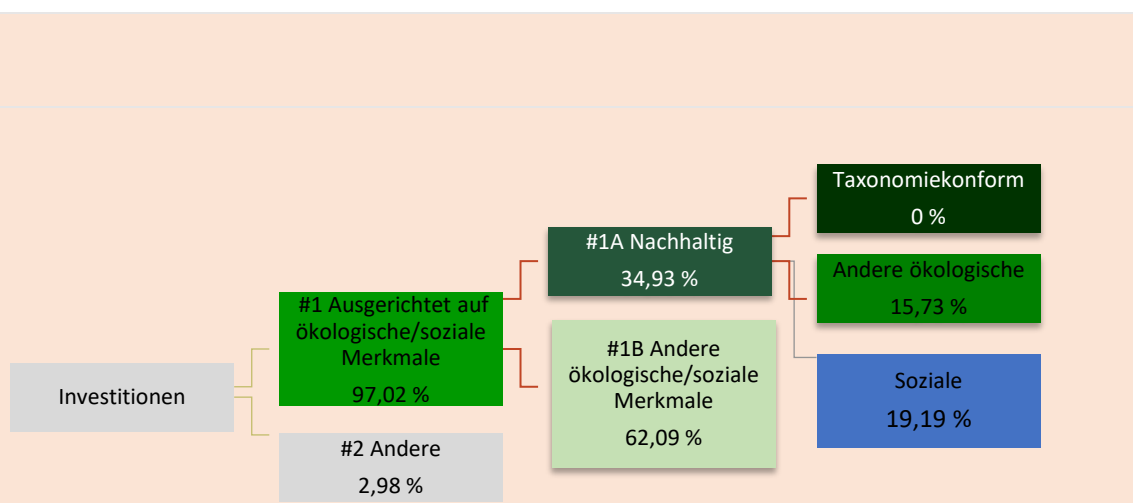 Investitionen
#1 Ausgerichtet auf
ökologische/soziale
Merkmale
97,02 %
#2 Andere
2,98 %
#1A Nachhaltig
34,93 %
#1B Andere
ökologische/soziale
Merkmale
62,09 %
Taxonomiekonform
0 %
Andere ökologische
15,73 %
Soziale
19,19 %